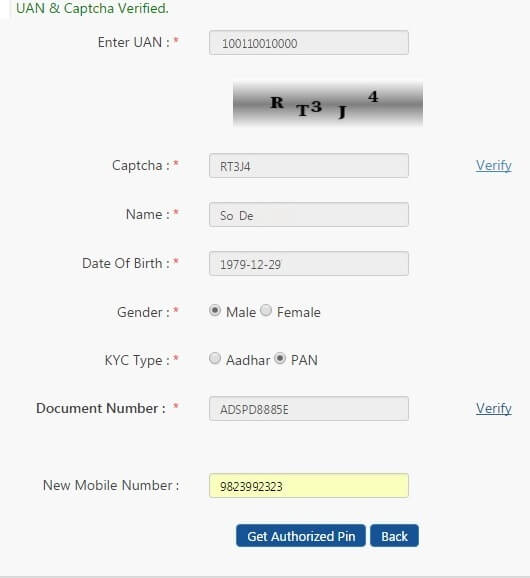 UAN & Captcha Verified.
Enter UAN : * 100110010000
R T3 J 4
Captcha : * RT3J4 Verify
Name : * So De
Date Of Birth : * 1979-12-29
Gender : * Male Female
KYC Type : * Aadhar PAN
Document Number : * ADSPD8885E Verify
New Mobile Number : 9823992323
Get Authorized Pin Back